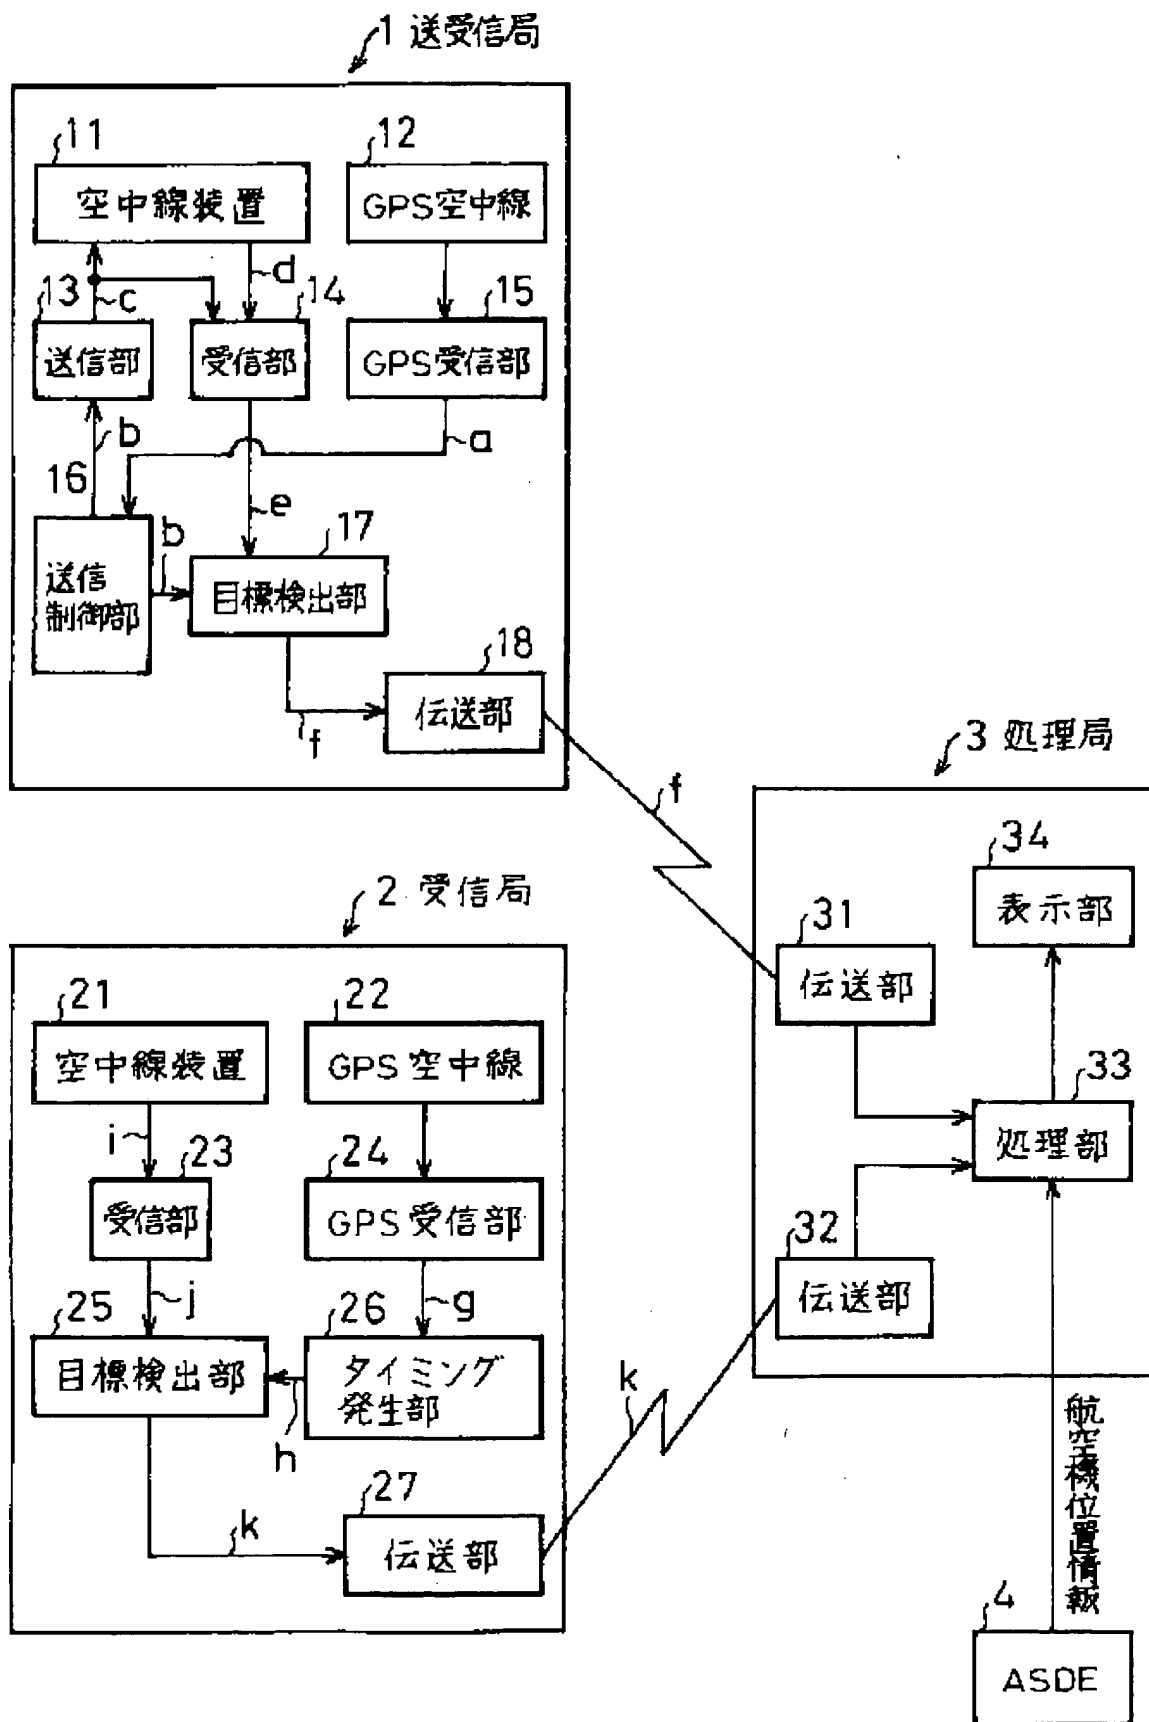 1 送受信局
11
12
空中線装置
GPS空中線
d
c
13
14
15
送信部
受信部
GPS受信部
b
a
16
e
b
17
送信
制御部
目標検出部
18
伝送部
f
f
3 処理局
34
表示部
31
伝送部
33
処理部
32
伝送部
2 受信局
21
22
空中線装置
GPS空中線
i
23
24
受信部
GPS受信部
j
g
25
26
目標検出部
タイミング
発生部
h
k
27
k
伝送部
航空機位置情報
4
ASDE